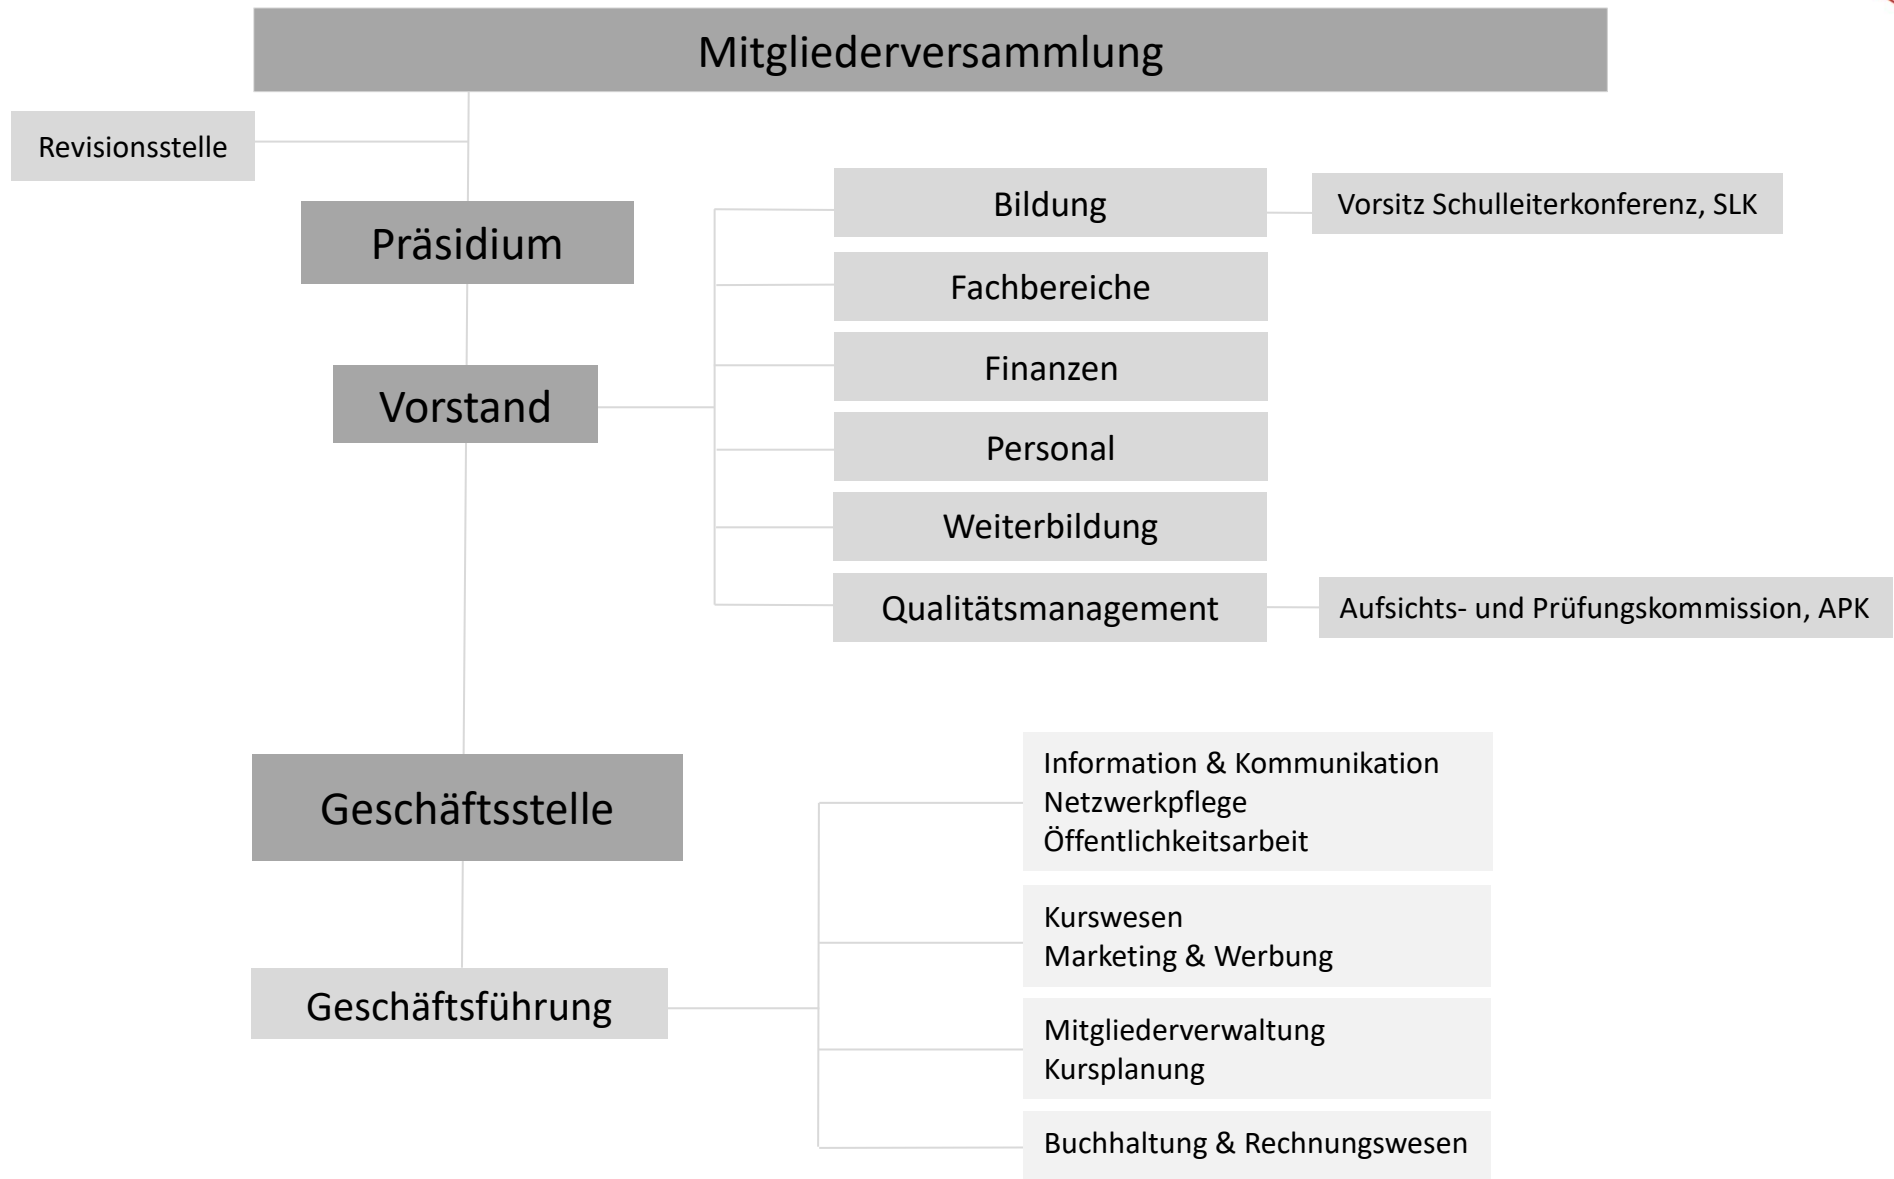 Mitgliederversammlung
Revisionsstelle
Präsidium
Vorstand
Bildung
Vorsitz Schulleiterkonferenz, SLK
Fachbereiche
Finanzen
Personal
Weiterbildung
Qualitätsmanagement
Aufsichts- und Prüfungskommission, APK
Geschäftsstelle
Geschäftsführung
Information & Kommunikation
Netzwerkpflege
Öffentlichkeitsarbeit
Kurswesen
Marketing & Werbung
Mitgliederverwaltung
Kursplanung
Buchhaltung & Rechnungswesen